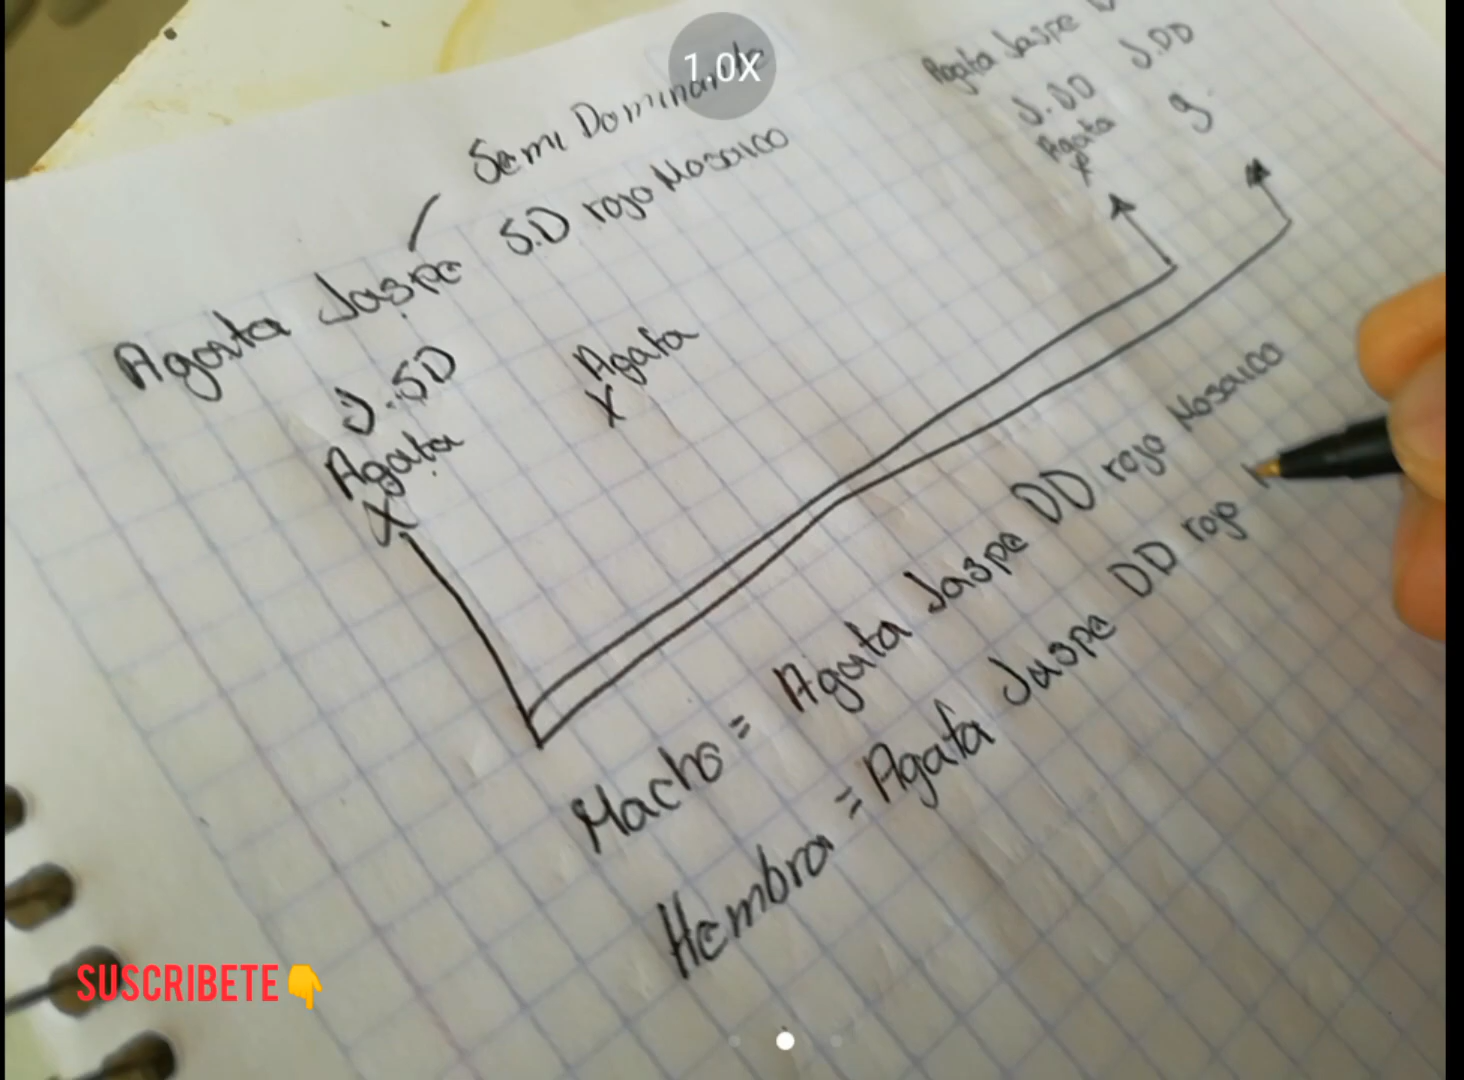 1.0X
Semi Dominante
Agata Jaspe S.D rojo Mosaico
J.SD
Agata
X
Agata
X
Agata Jaspe D
J.DD
Agata
X
J.DD
Macho = Agata Jaspe DD rojo Mosaico
Hembra = Agata Jaspe DD rojo M
SUSCRIBETE👇